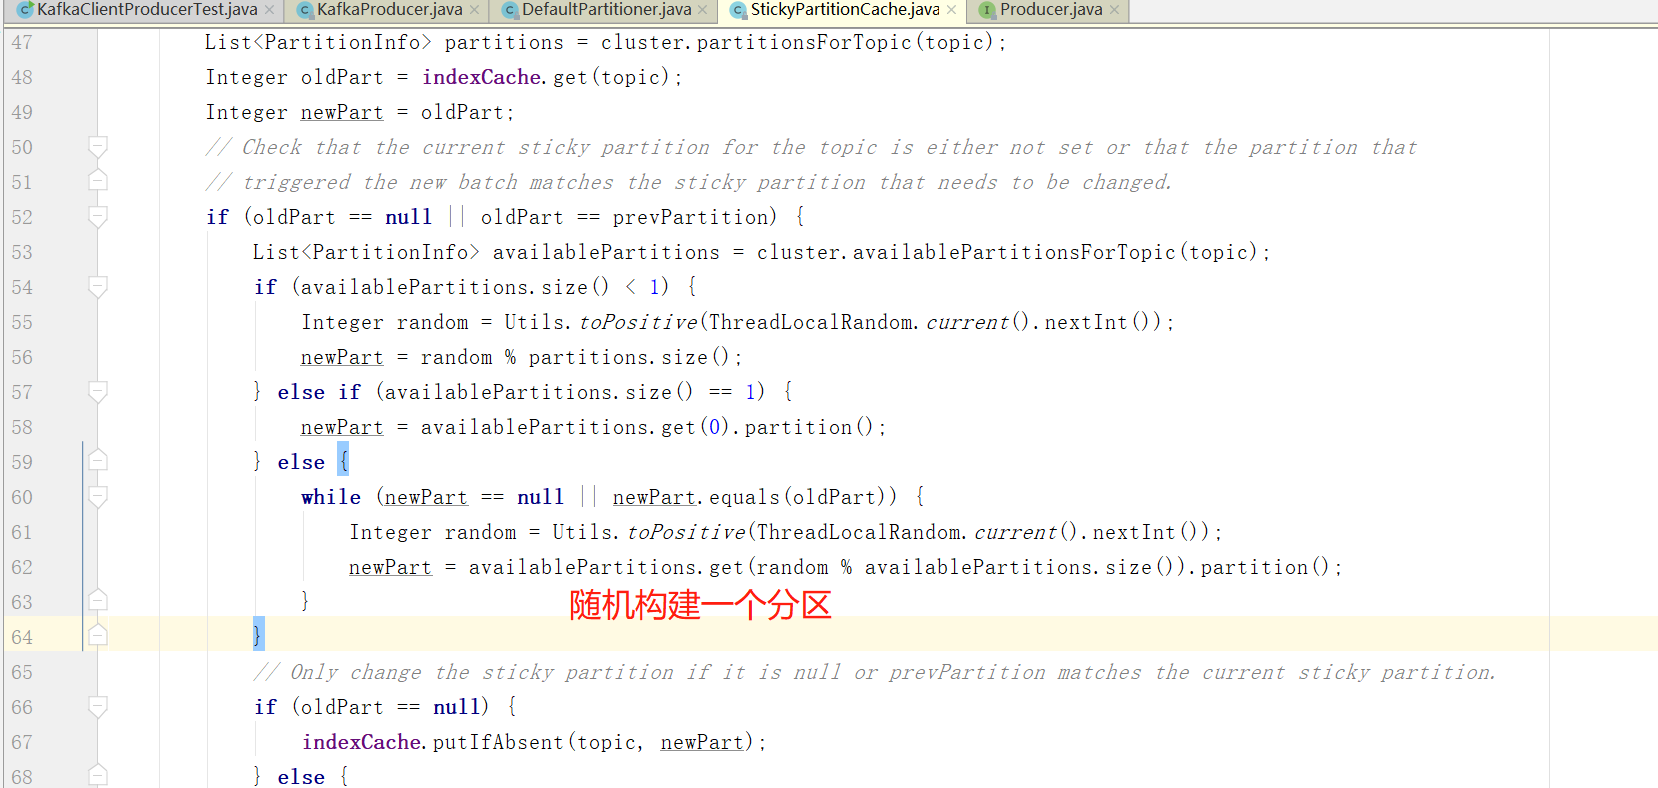 KafkaClientProducerTest.java KafkaProducer.java DefaultPartitioner.java StickyPartitionCache.java Producer.java
47 List<PartitionInfo> partitions = cluster.partitionsForTopic(topic);
48 Integer oldPart = indexCache.get(topic);
49 Integer newPart = oldPart;
50 // Check that the current sticky partition for the topic is either not set or that the partition that
51 // triggered the new batch matches the sticky partition that needs to be changed.
52 if (oldPart == null || oldPart == prevPartition) {
53 List<PartitionInfo> availablePartitions = cluster.availablePartitionsForTopic(topic);
54 if (availablePartitions.size() < 1) {
55 Integer random = Utils.toPositive(ThreadLocalRandom.current().nextInt());
56 newPart = random % partitions.size();
57 } else if (availablePartitions.size() == 1) {
58 newPart = availablePartitions.get(0).partition();
59 } else {
60 while (newPart == null || newPart.equals(oldPart)) {
61 Integer random = Utils.toPositive(ThreadLocalRandom.current().nextInt());
62 newPart = availablePartitions.get(random % availablePartitions.size()).partition();
63 } 随机构建一个分区
64 }
65 // Only change the sticky partition if it is null or prevPartition matches the current sticky partition.
66 if (oldPart == null) {
67 indexCache.putIfAbsent(topic, newPart);
68 } else {